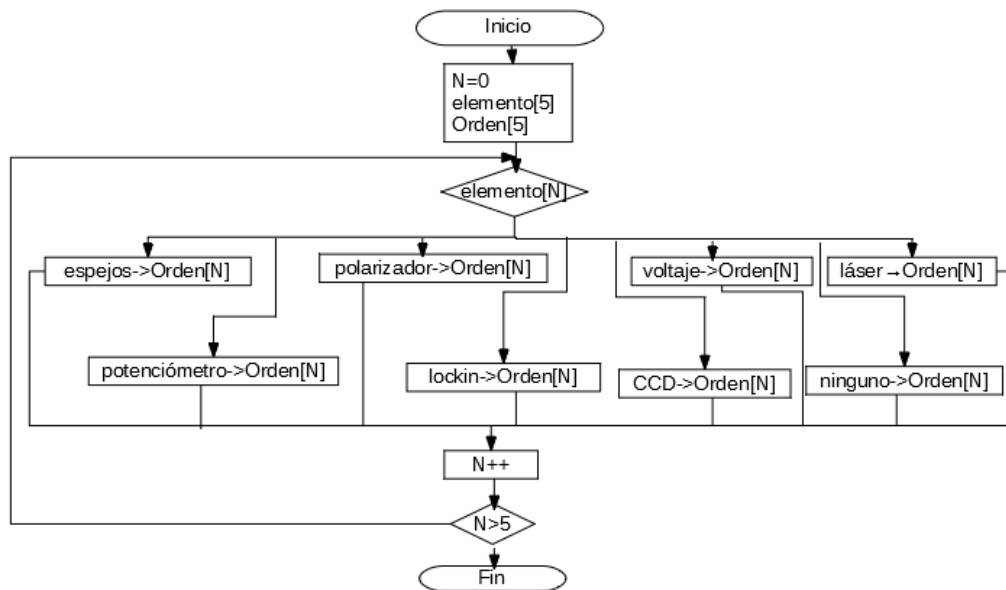 Inicio
N=0
elemento[5]
Orden[5]
elemento[N]
espejos->Orden[N]
polarizador->Orden[N]
voltaje->Orden[N]
láser→Orden[N]
potenciómetro->Orden[N]
lockin->Orden[N]
CCD->Orden[N]
ninguno->Orden[N]
N++
N>5
Fin